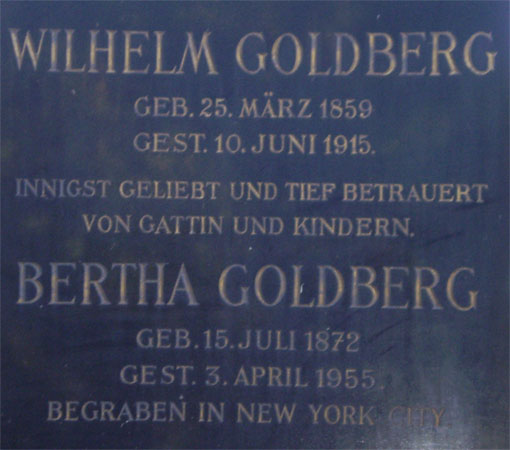 WILHELM GOLDBERG
GEB. 25. MÄRZ 1859
GEST. 10. JUNI 1915.
INNIGST GELIEBT UND TIEF BETRAUERT
VON GATTIN UND KINDERN.
BERTHA GOLDBERG
GEB. 15. JULI 1872
GEST. 3. APRIL 1955.
BEGRABEN IN NEW YORK CITY